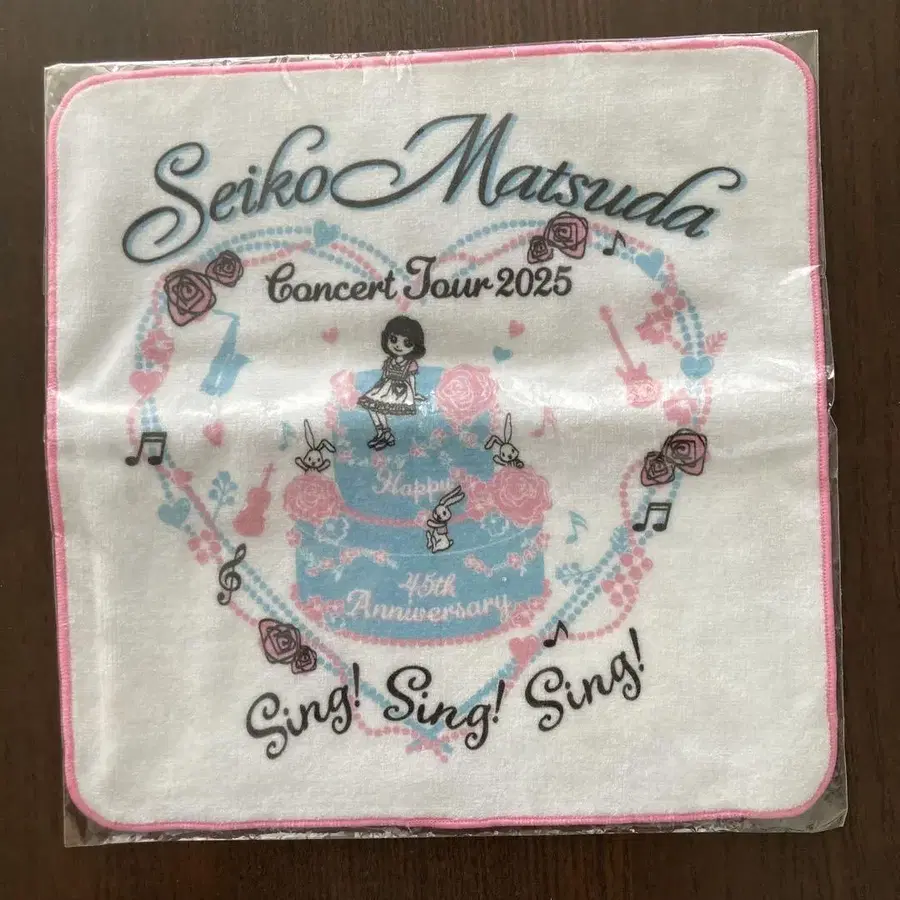 Seiko Matsuda
Concert Tour 2025
Happy
45th
Anniversary
Sing! Sing! Sing!